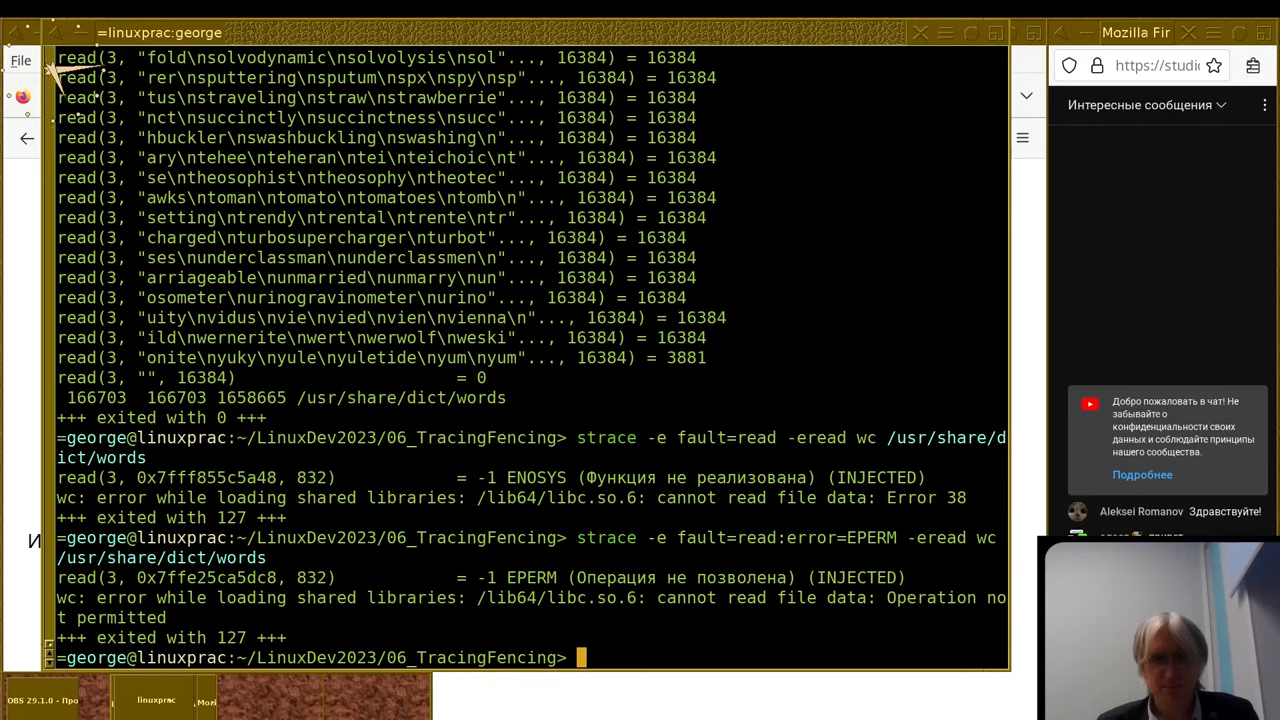 =linuxprac:george
Mozilla Fir
File
https://studio
Интересные сообщения
read(3, "fold\nsolvodynamic\nsolvolysis\nsol"..., 16384) = 16384
read(3, "rer\nsputtering\nsputum\nspx\nspy\nsp"..., 16384) = 16384
read(3, "tus\nstraveling\nstraw\nstrawberrie"..., 16384) = 16384
read(3, "nct\nsuccinctly\nsuccinctness\nsucc"..., 16384) = 16384
read(3, "hbuckler\nswashbuckling\nswashing\n"..., 16384) = 16384
read(3, "ary\ntehee\nteheran\ntei\nteichoic\nt"..., 16384) = 16384
read(3, "se\ntheosophist\ntheosophy\ntheotec"..., 16384) = 16384
read(3, "awks\ntoman\ntomato\ntomatoes\ntomb\n"..., 16384) = 16384
read(3, "setting\ntrendy\ntrental\ntrente\ntr"..., 16384) = 16384
read(3, "charged\nturbosupercharger\nturbot"..., 16384) = 16384
read(3, "ses\nunderclassman\nunderclassmen\n"..., 16384) = 16384
read(3, "arriageable\nunmarried\nunmarry\nun"..., 16384) = 16384
read(3, "osometer\nurinogravinometer\nurino"..., 16384) = 16384
read(3, "uity\nvidus\nvie\nvied\nvien\nvienna\n"..., 16384) = 16384
read(3, "ild\nwernerite\nwert\nwerwolf\nweski"..., 16384) = 16384
read(3, "onite\nyuky\nyule\nyuletide\nyum\nyum"..., 16384) = 3881
read(3, "", 16384) = 0
166703 166703 1658665 /usr/share/dict/words
+++ exited with 0 +++
=george@linuxprac:~/LinuxDev2023/06_TracingFencing> strace -e fault=read -eread wc /usr/share/d
ict/words
read(3, 0x7fff855c5a48, 832) = -1 ENOSYS (Функция не реализована) (INJECTED)
wc: error while loading shared libraries: /lib64/libc.so.6: cannot read file data: Error 38
+++ exited with 127 +++
=george@linuxprac:~/LinuxDev2023/06_TracingFencing> strace -e fault=read:error=EPERM -eread wc
/usr/share/dict/words
read(3, 0x7ffe25ca5dc8, 832) = -1 EPERM (Операция не позволена) (INJECTED)
wc: error while loading shared libraries: /lib64/libc.so.6: cannot read file data: Operation no
t permitted
+++ exited with 127 +++
=george@linuxprac:~/LinuxDev2023/06_TracingFencing>
И
Добро пожаловать в чат! Не
забывайте о
конфиденциальности своих
данных и соблюдайте принципы
нашего сообщества.
Подробнее
Aleksei Romanov Здравствуйте!
OBS 29.1.0 - Про
linuxprac
Mozi